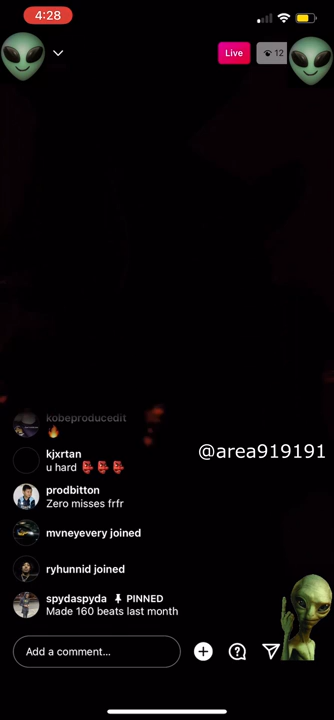 4:28
Live
12
kobeproducedit
🔥
kjxrtan
u hard 👺👺👺
@area919191
prodbitton
Zero misses frfr
mvneyevery joined
ryhunnid joined
spydaspyda 📌 PINNED
Made 160 beats last month
Add a comment...